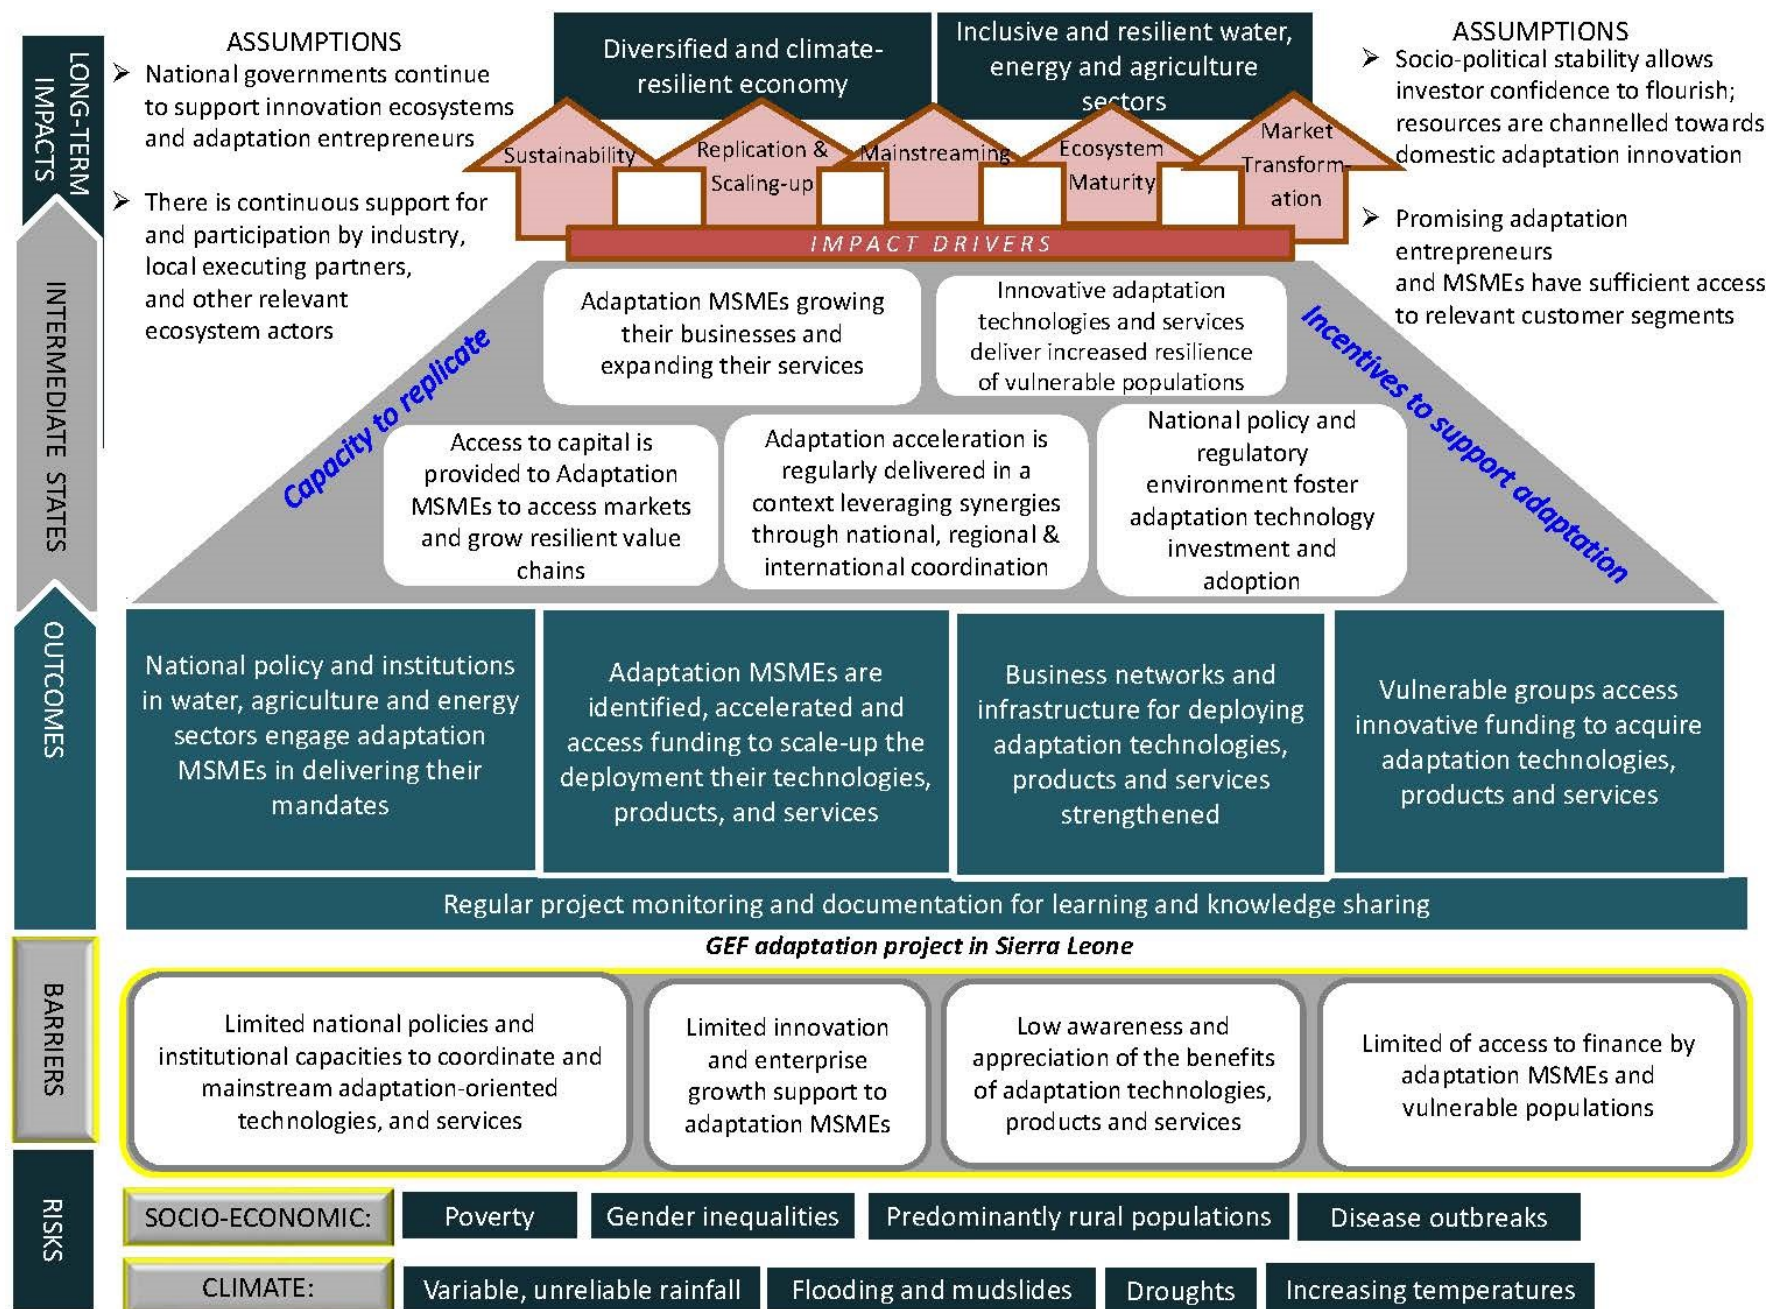 LONG-TERM
IMPACTS
INTERMEDIATE STATES
OUTCOMES
BARRIERS
RISKS
ASSUMPTIONS
➢ National governments continue
to support innovation ecosystems
and adaptation entrepreneurs
➢ There is continuous support for
and participation by industry,
local executing partners,
and other relevant
ecosystem actors
Diversified and climate-
resilient economy
Inclusive and resilient water,
energy and agriculture
sectors
ASSUMPTIONS
➢ Socio-political stability allows
investor confidence to flourish;
resources are channelled towards
domestic adaptation innovation
➢ Promising adaptation
entrepreneurs
and MSMEs have sufficient access
to relevant customer segments
Sustainability
Replication &
Scaling-up
Mainstreaming
Ecosystem
Maturity
Market
Transform-
ation
IMPACT DRIVERS
Capacity to replicate
Incentives to support adaptation
Adaptation MSMEs growing
their businesses and
expanding their services
Innovative adaptation
technologies and services
deliver increased resilience
of vulnerable populations
Access to capital is
provided to Adaptation
MSMEs to access markets
and grow resilient value
chains
Adaptation acceleration is
regularly delivered in a
context leveraging synergies
through national, regional &
international coordination
National policy and
regulatory
environment foster
adaptation technology
investment and
adoption
National policy and institutions
in water, agriculture and energy
sectors engage adaptation
MSMEs in delivering their
mandates
Adaptation MSMEs are
identified, accelerated and
access funding to scale-up the
deployment their technologies,
products, and services
Business networks and
infrastructure for deploying
adaptation technologies,
products and services
strengthened
Vulnerable groups access
innovative funding to acquire
adaptation technologies,
products and services
Regular project monitoring and documentation for learning and knowledge sharing
GEF adaptation project in Sierra Leone
Limited national policies and
institutional capacities to coordinate and
mainstream adaptation-oriented
technologies, and services
Limited innovation
and enterprise
growth support to
adaptation MSMEs
Low awareness and
appreciation of the benefits
of adaptation technologies,
products and services
Limited of access to finance by
adaptation MSMEs and
vulnerable populations
SOCIO-ECONOMIC:
Poverty
Gender inequalities
Predominantly rural populations
Disease outbreaks
CLIMATE:
Variable, unreliable rainfall
Flooding and mudslides
Droughts
Increasing temperatures